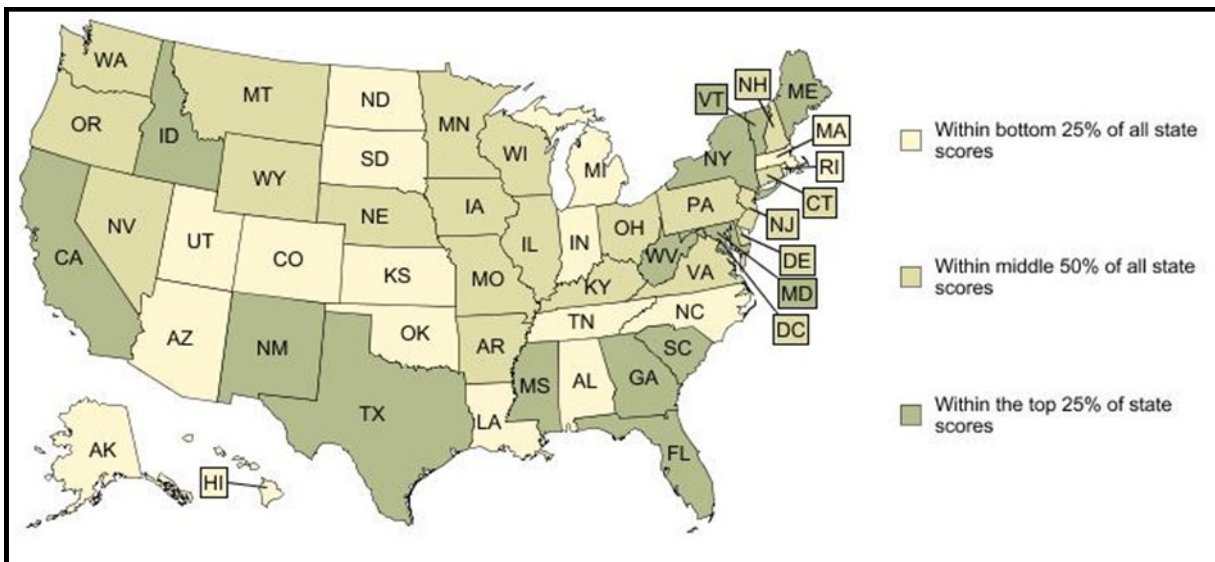 WA
MT
ND
MN
OR
ID
SD
WI
MI
WY
NE
IA
NV
UT
CO
IL
IN
OH
PA
NY
VT
NH
ME
MA
RI
CT
NJ
DE
MD
DC
WV
VA
CA
KS
MO
KY
AZ
NM
OK
AR
TN
NC
SC
MS
AL
GA
TX
LA
FL
AK
HI
Within bottom 25% of all state
scores
Within middle 50% of all state
scores
Within the top 25% of state
scores